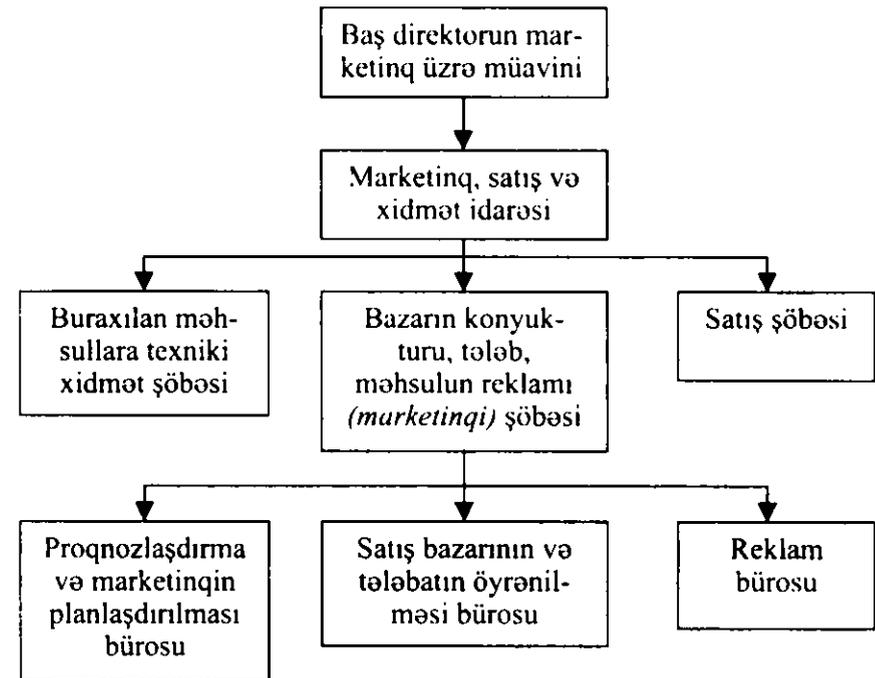 Baş direktorun mar-
ketinq üzrə müavini
Marketinq, satış və
xidmət idarəsi
Buraxılan məh-
sullara texniki
xidmət şöbəsi
Bazarın konyuk-
turu, tələb,
məhsulun reklamı
(marketinqi) şöbəsi
Satış şöbəsi
Proqnozlaşdırma
və marketinqin
planlaşdırılması
bürosu
Satış bazarının və
tələbatın öyrənil-
məsi bürosu
Reklam
bürosu